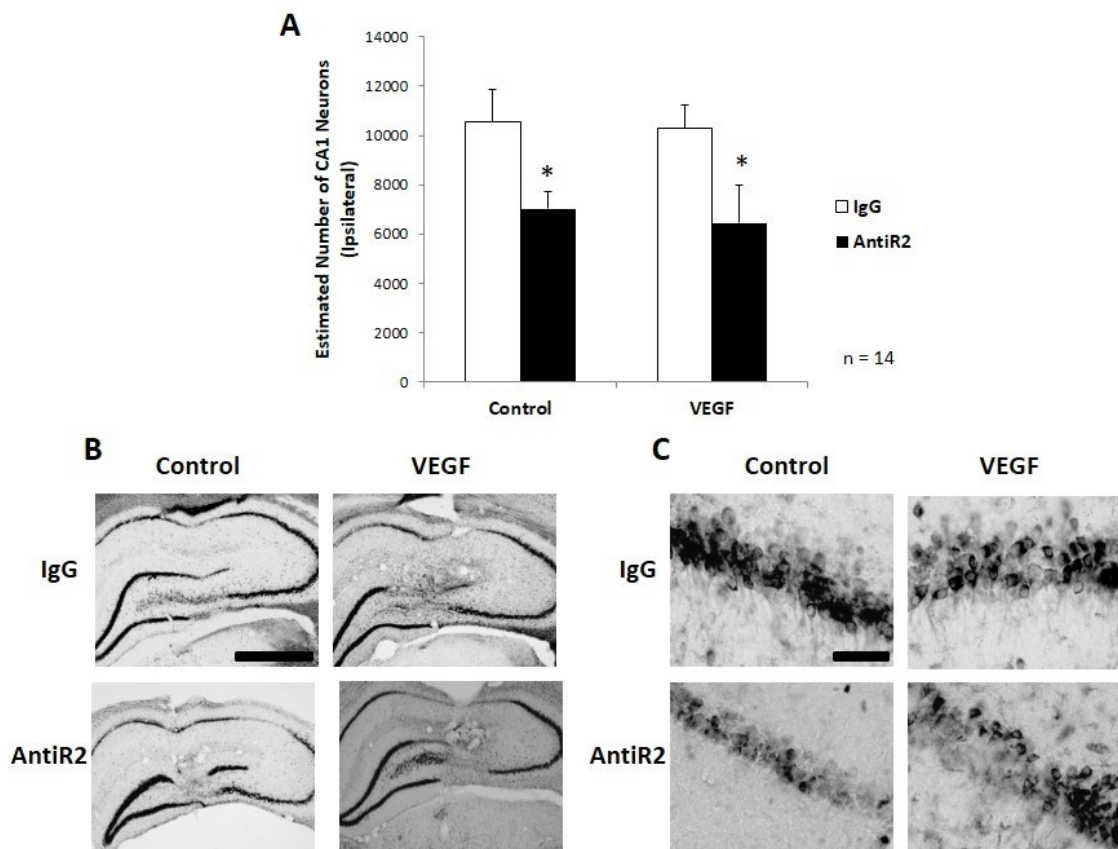 A
14000
12000
10000
8000
6000
4000
2000
0
Estimated Number of CA1 Neurons
(Ipsilateral)
*
*
Control
VEGF
IgG
AntiR2
n = 14
B
Control
VEGF
IgG
AntiR2
C
Control
VEGF
IgG
AntiR2